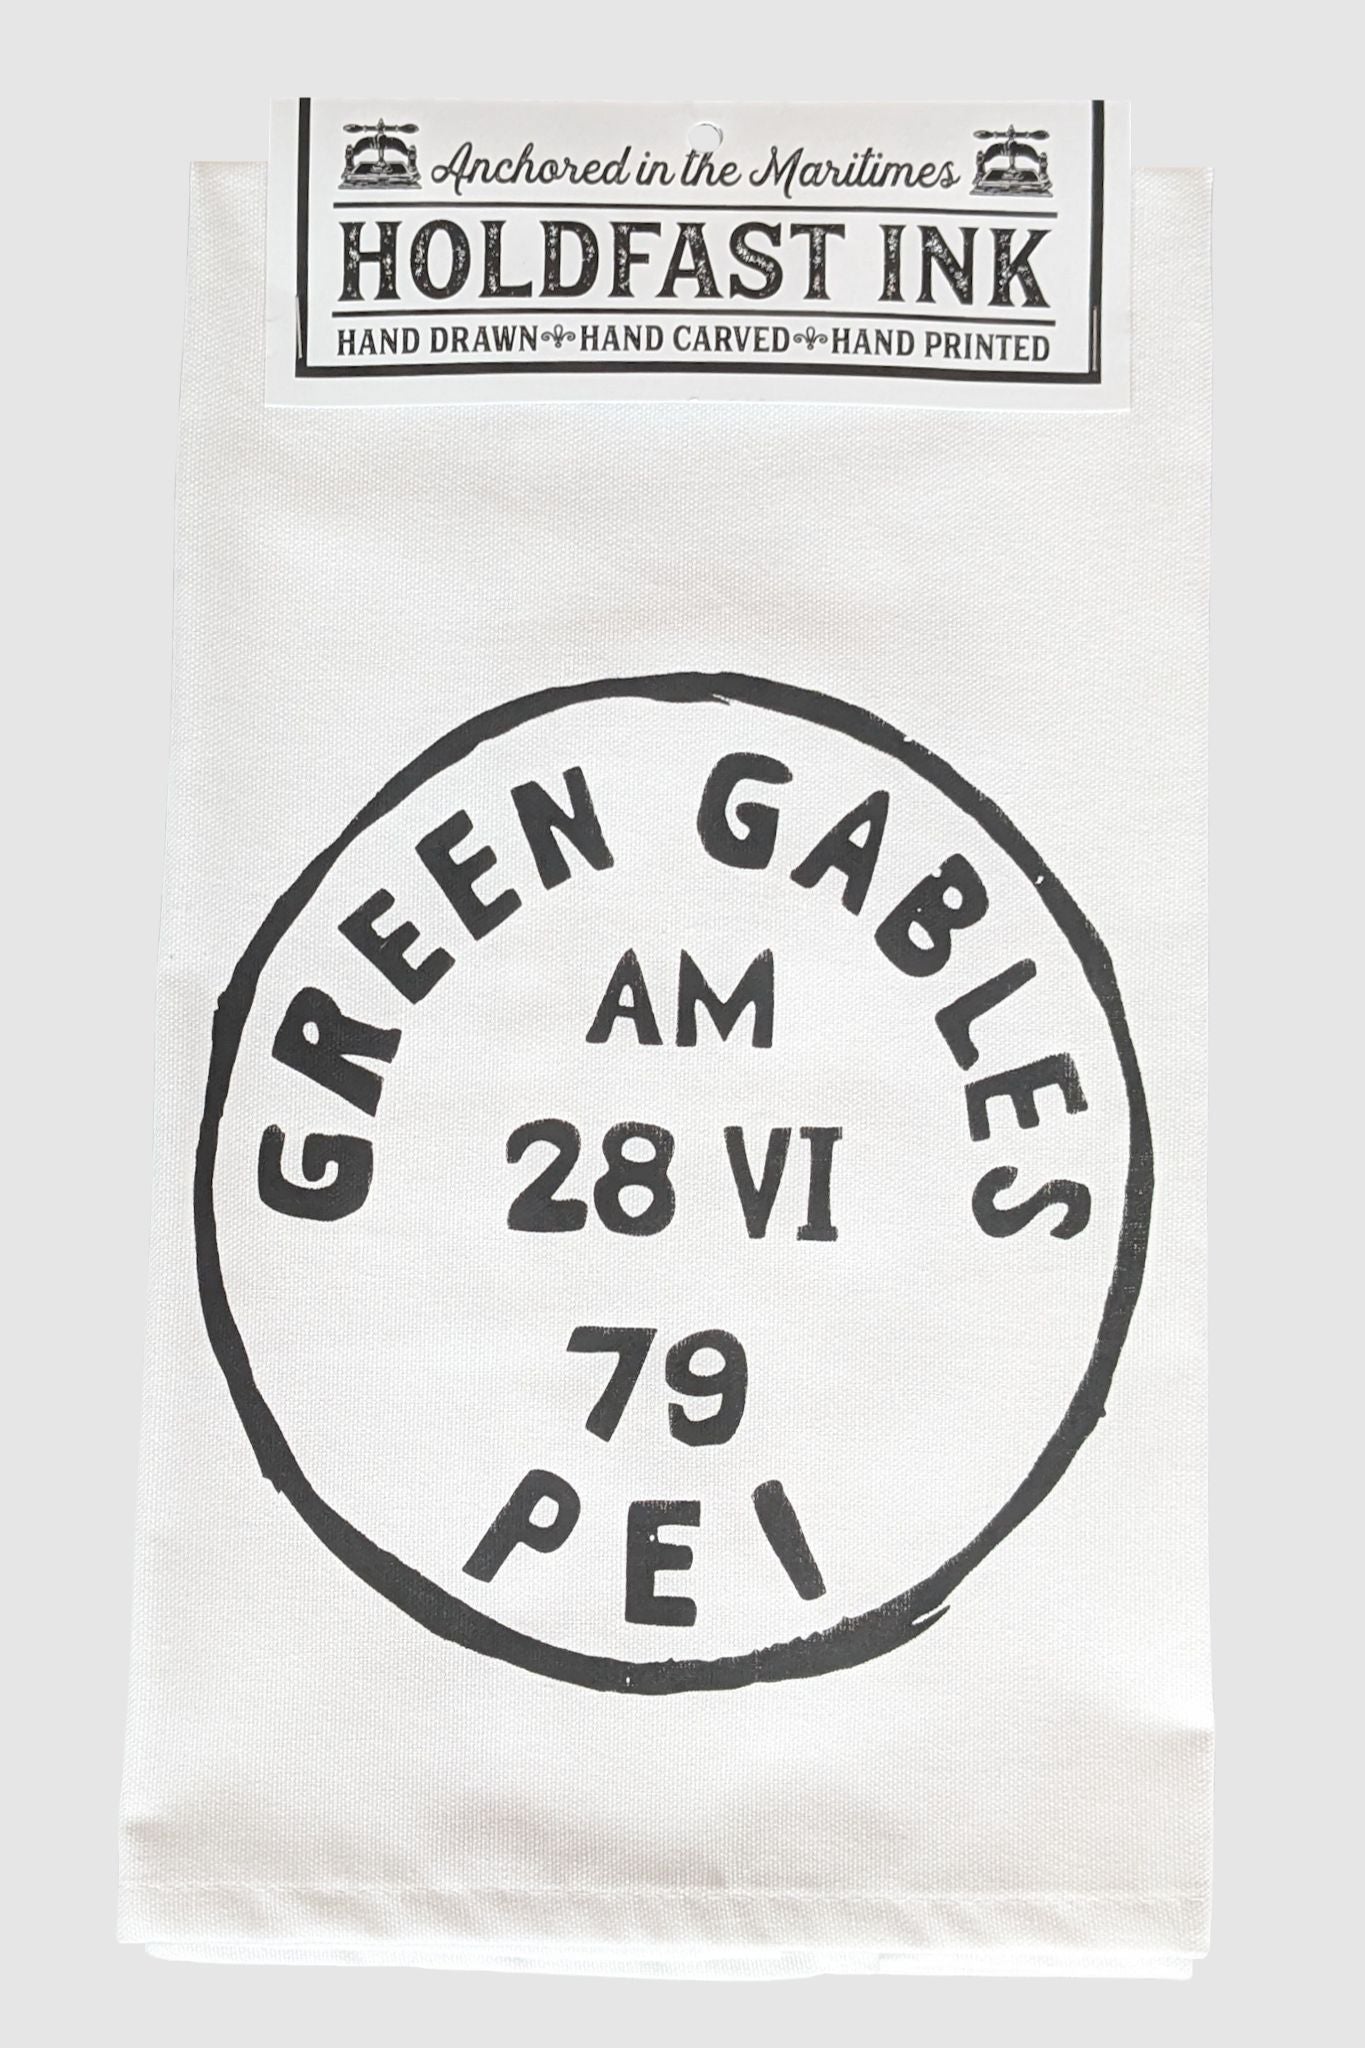 Anchored in the Maritimes
HOLDFAST INK
HAND DRAWN HAND CARVED HAND PRINTED
GREEN GABLES
AM
28 VI
79
PEI